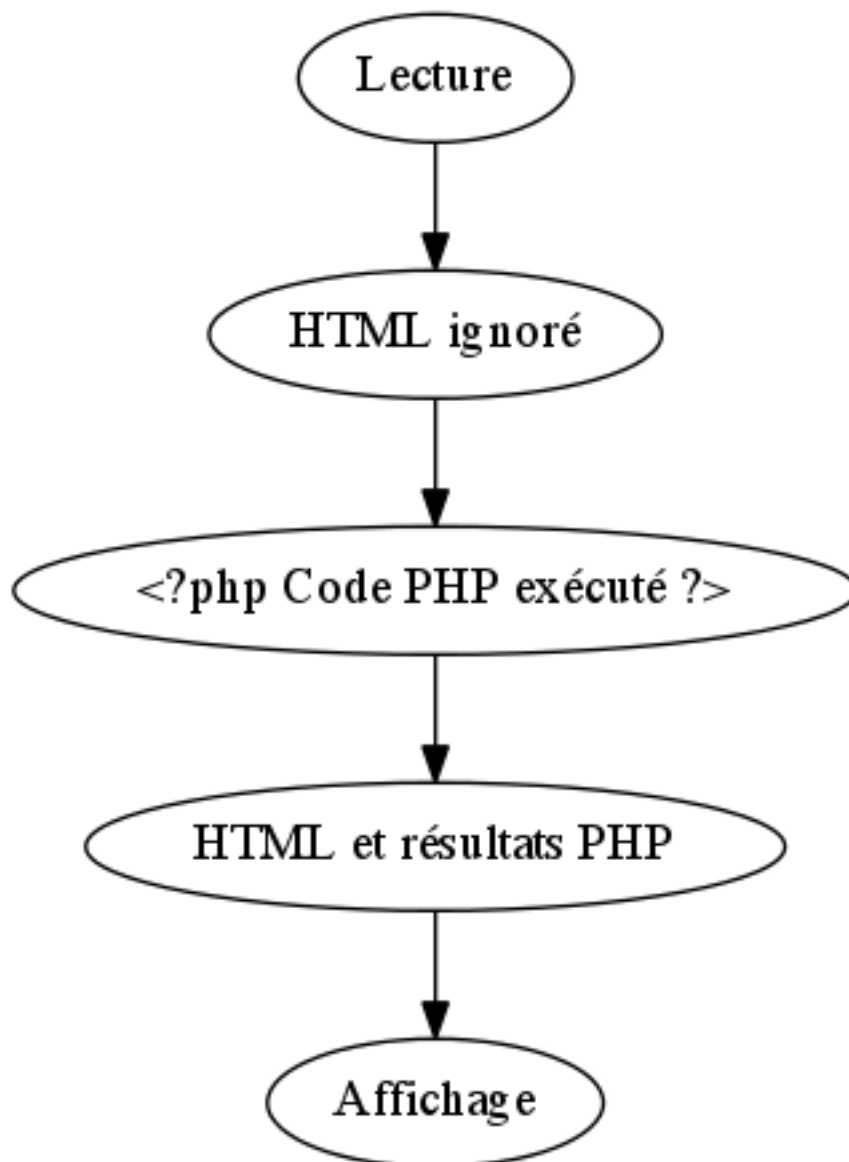 Lecture
HTML ignoré
<?php Code PHP exécuté ?>
HTML et résultats PHP
Affichage